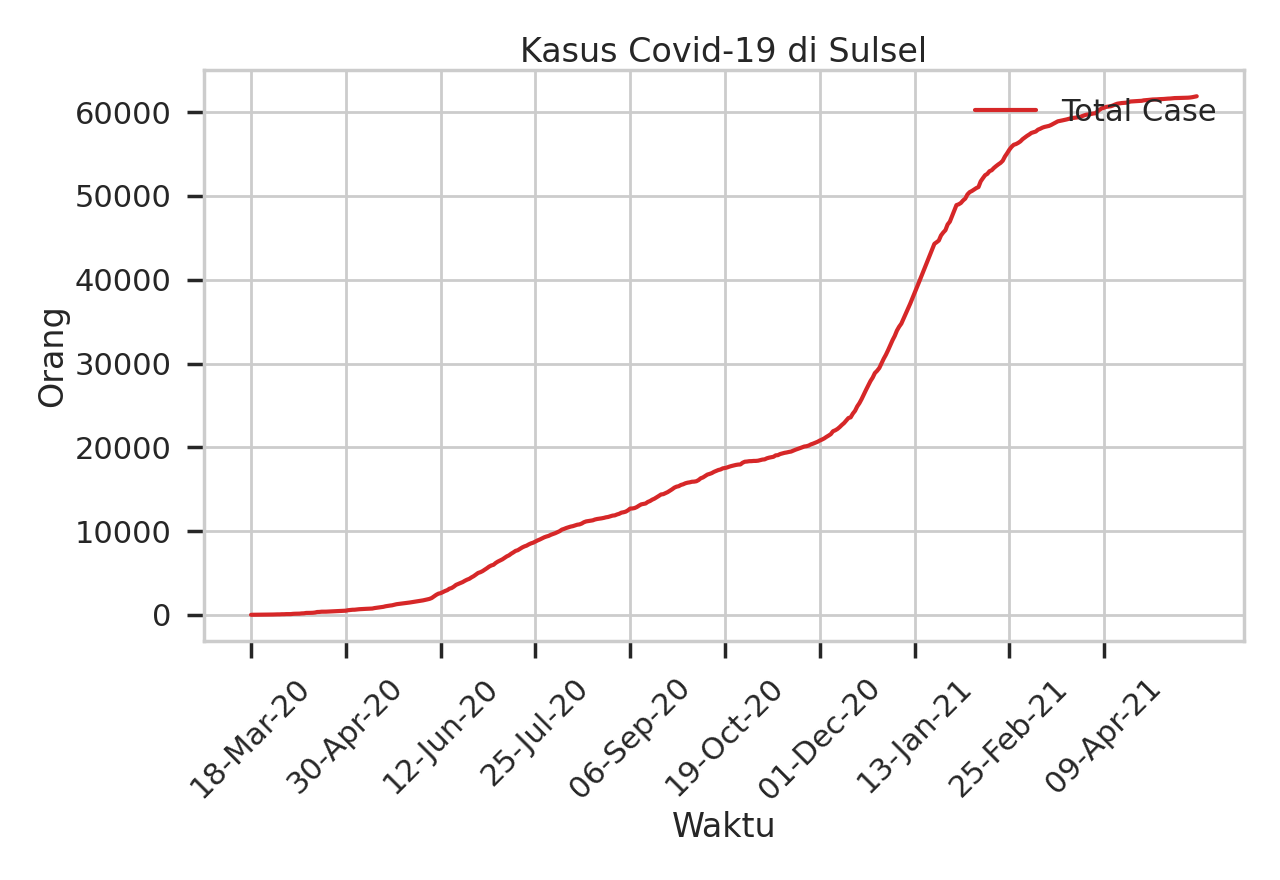 Kasus Covid-19 di Sulsel
Total Case
60000
50000
40000
30000
20000
10000
0
Orang
18-Mar-20
30-Apr-20
12-Jun-20
25-Jul-20
06-Sep-20
19-Oct-20
01-Dec-20
13-Jan-21
25-Feb-21
09-Apr-21
Waktu